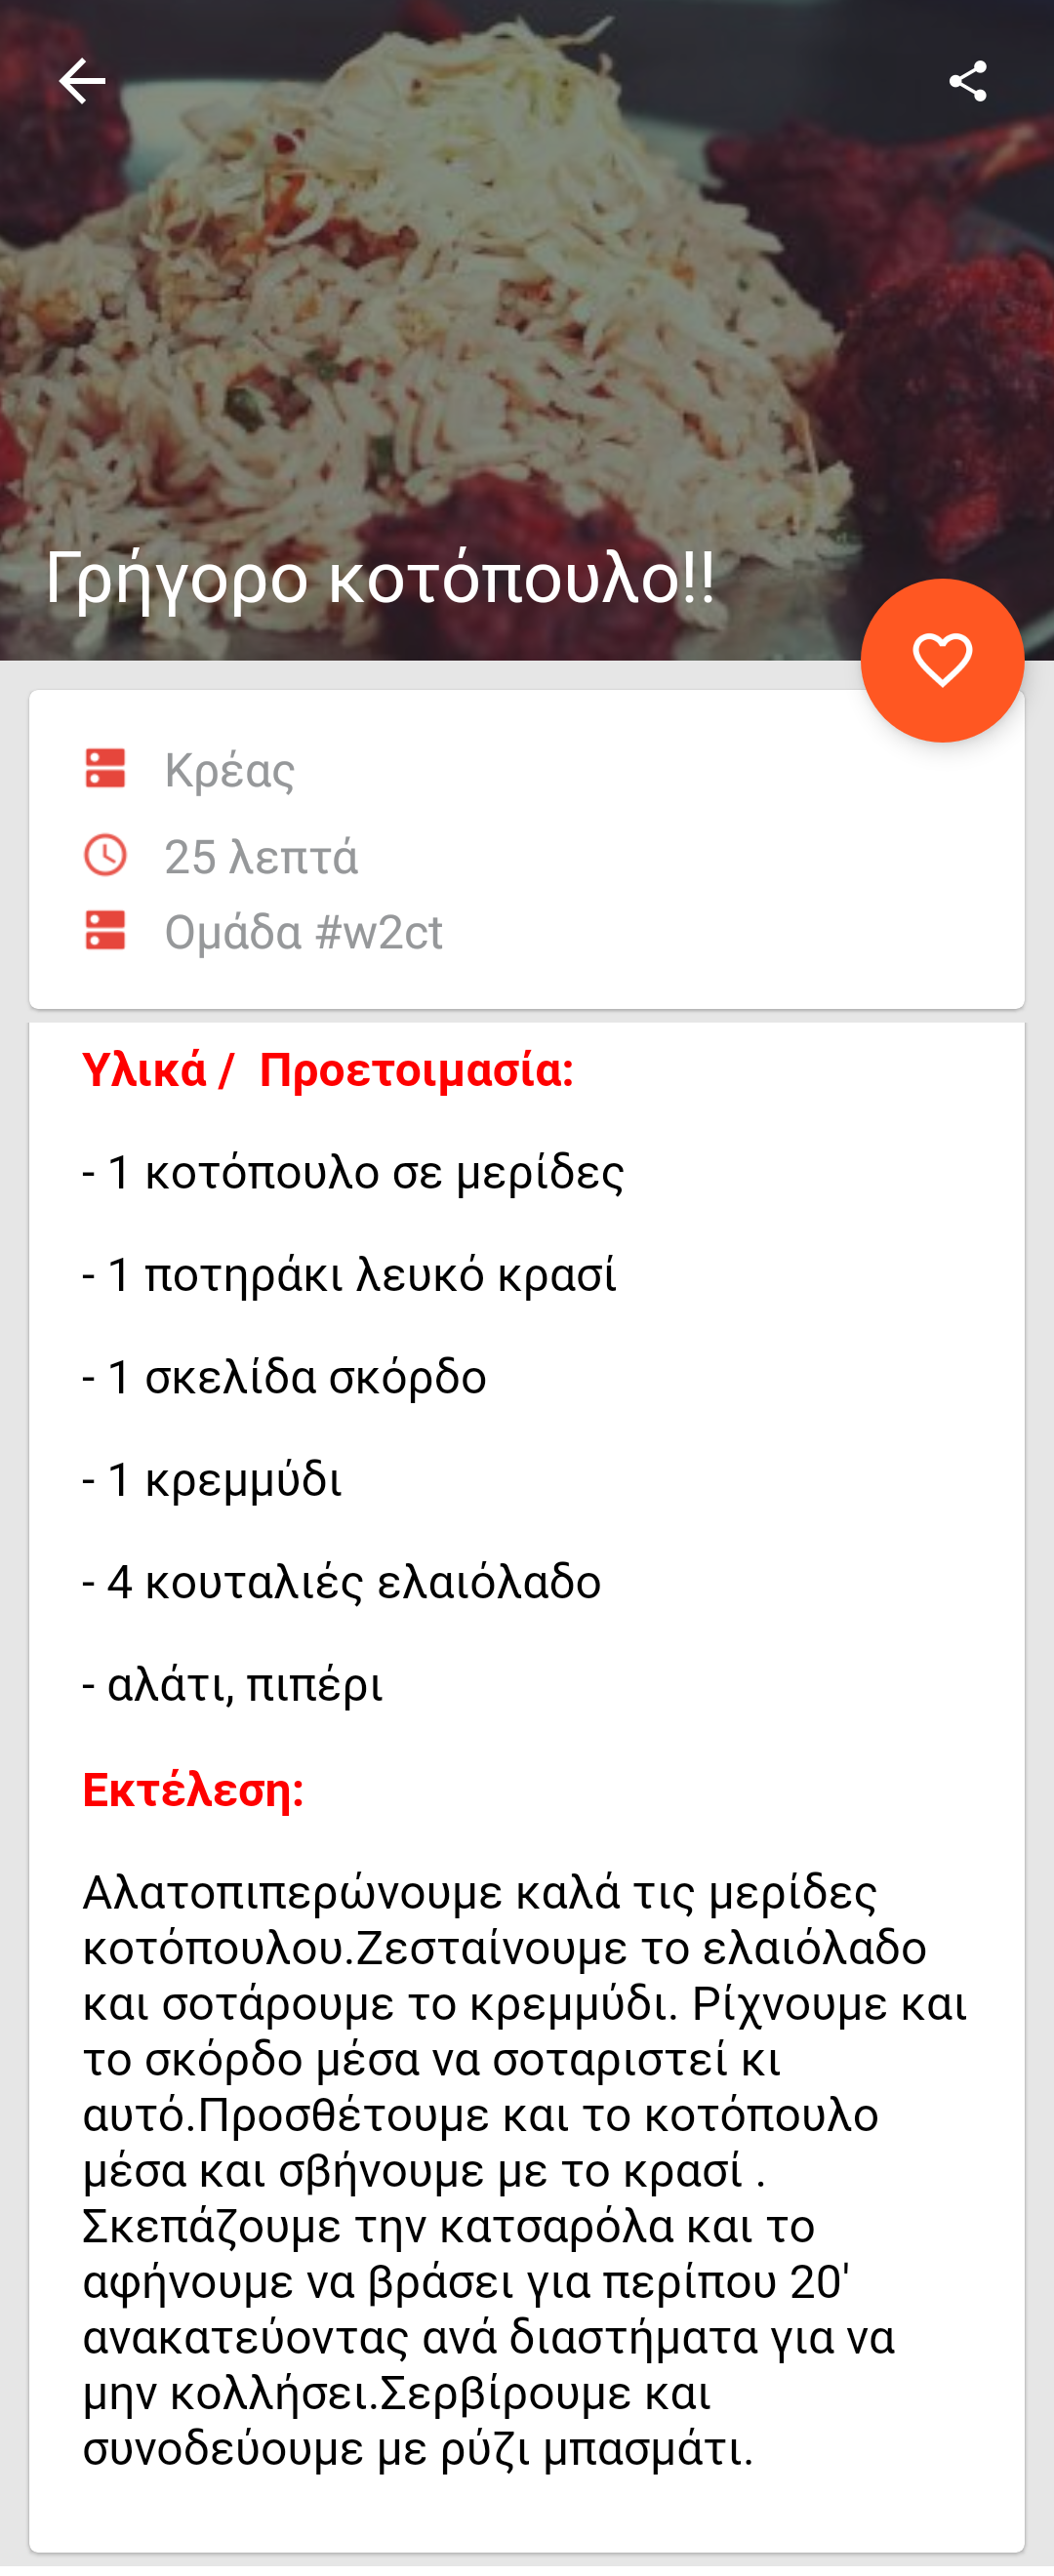 Γρήγορο κοτόπουλο!!
Κρέας
25 λεπτά
Ομάδα #w2ct
Υλικά /  Προετοιμασία:
- 1 κοτόπουλο σε μερίδες
- 1 ποτηράκι λευκό κρασί
- 1 σκελίδα σκόρδο
- 1 κρεμμύδι
- 4 κουταλιές ελαιόλαδο
- αλάτι, πιπέρι
Εκτέλεση:
Αλατοπιπερώνουμε καλά τις μερίδες
κοτόπουλου.Ζεσταίνουμε το ελαιόλαδο
και σοτάρουμε το κρεμμύδι. Ρίχνουμε και
το σκόρδο μέσα να σοταριστεί κι
αυτό.Προσθέτουμε και το κοτόπουλο
μέσα και σβήνουμε με το κρασί .
Σκεπάζουμε την κατσαρόλα και το
αφήνουμε να βράσει για περίπου 20'
ανακατεύοντας ανά διαστήματα για να
μην κολλήσει.Σερβίρουμε και
συνοδεύουμε με ρύζι μπασμάτι.